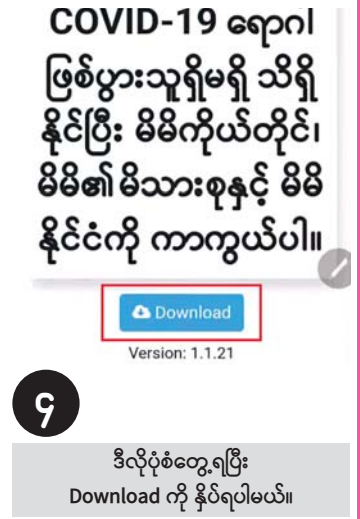 COVID-19 ရောဂါ
ဖြစ်ပွားသူရှိမရှိ သိရှိ
နိုင်ပြီး မိမိကိုယ်တိုင်၊
မိမိ၏ မိသားစုနှင့် မိမိ
နိုင်ငံကို ကာကွယ်ပါ။
Download
Version: 1.1.21
၄
ဒီလိုပုံစံတွေ့ရပြီး
Download ကို နှိပ်ရပါမယ်။